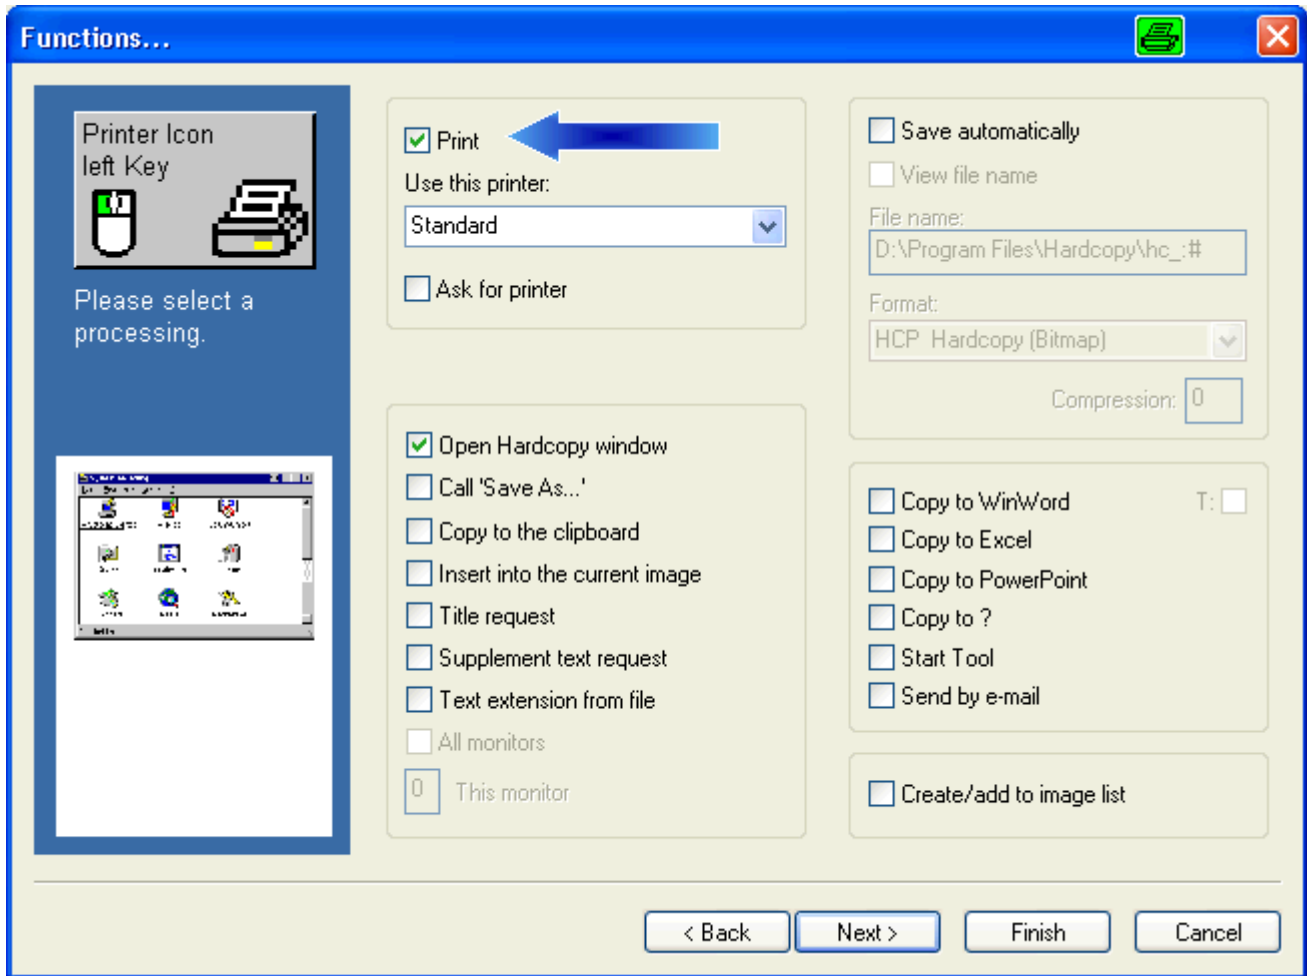 Functions...
Printer Icon
left Key
Please select a
processing.
Print
Use this printer:
Standard
Ask for printer
Open Hardcopy window
Call 'Save As...'
Copy to the clipboard
Insert into the current image
Title request
Supplement text request
Text extension from file
All monitors
0 This monitor
Save automatically
View file name
File name:
D:\Program Files\Hardcopy\hc_:#
Format:
HCP Hardcopy (Bitmap)
Compression: 0
Copy to WinWord T:
Copy to Excel
Copy to PowerPoint
Copy to ?
Start Tool
Send by e-mail
Create/add to image list
< Back Next > Finish Cancel